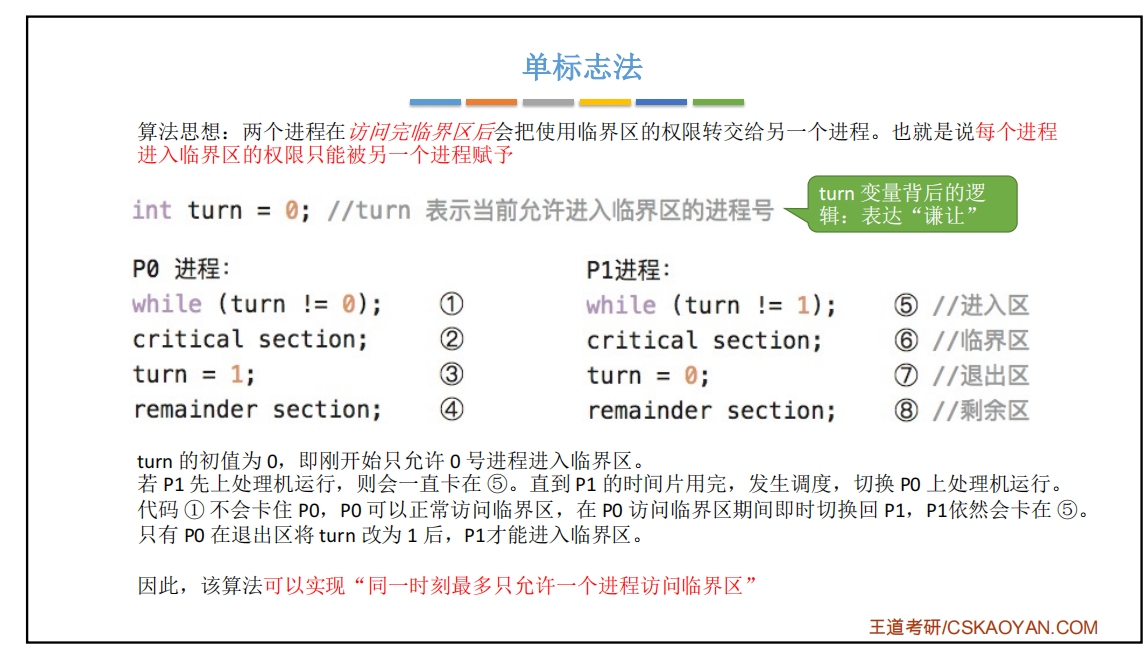 单标志法
算法思想：两个进程在访问完临界区后会把使用临界区的权限转交给另一个进程。也就是说每个进程
进入临界区的权限只能被另一个进程赋予
int turn = 0; //turn 表示当前允许进入临界区的进程号
turn 变量背后的逻
辑：表达“谦让”
P0 进程：
while (turn != 0); ①
critical section; ②
turn = 1; ③
remainder section; ④
P1进程：
while (turn != 1); ⑤ //进入区
critical section; ⑥ //临界区
turn = 0; ⑦ //退出区
remainder section; ⑧ //剩余区
turn 的初值为 0，即刚开始只允许 0 号进程进入临界区。
若 P1 先上处理机运行，则会一直卡在 ⑤。直到 P1 的时间片用完，发生调度，切换 P0 上处理机运行。
代码 ① 不会卡住 P0，P0 可以正常访问临界区，在 P0 访问临界区期间即时切换回 P1，P1依然会卡在 ⑤。
只有 P0 在退出区将 turn 改为 1 后，P1才能进入临界区。
因此，该算法可以实现“同一时刻最多只允许一个进程访问临界区”
王道考研/CSKAOYAN.COM